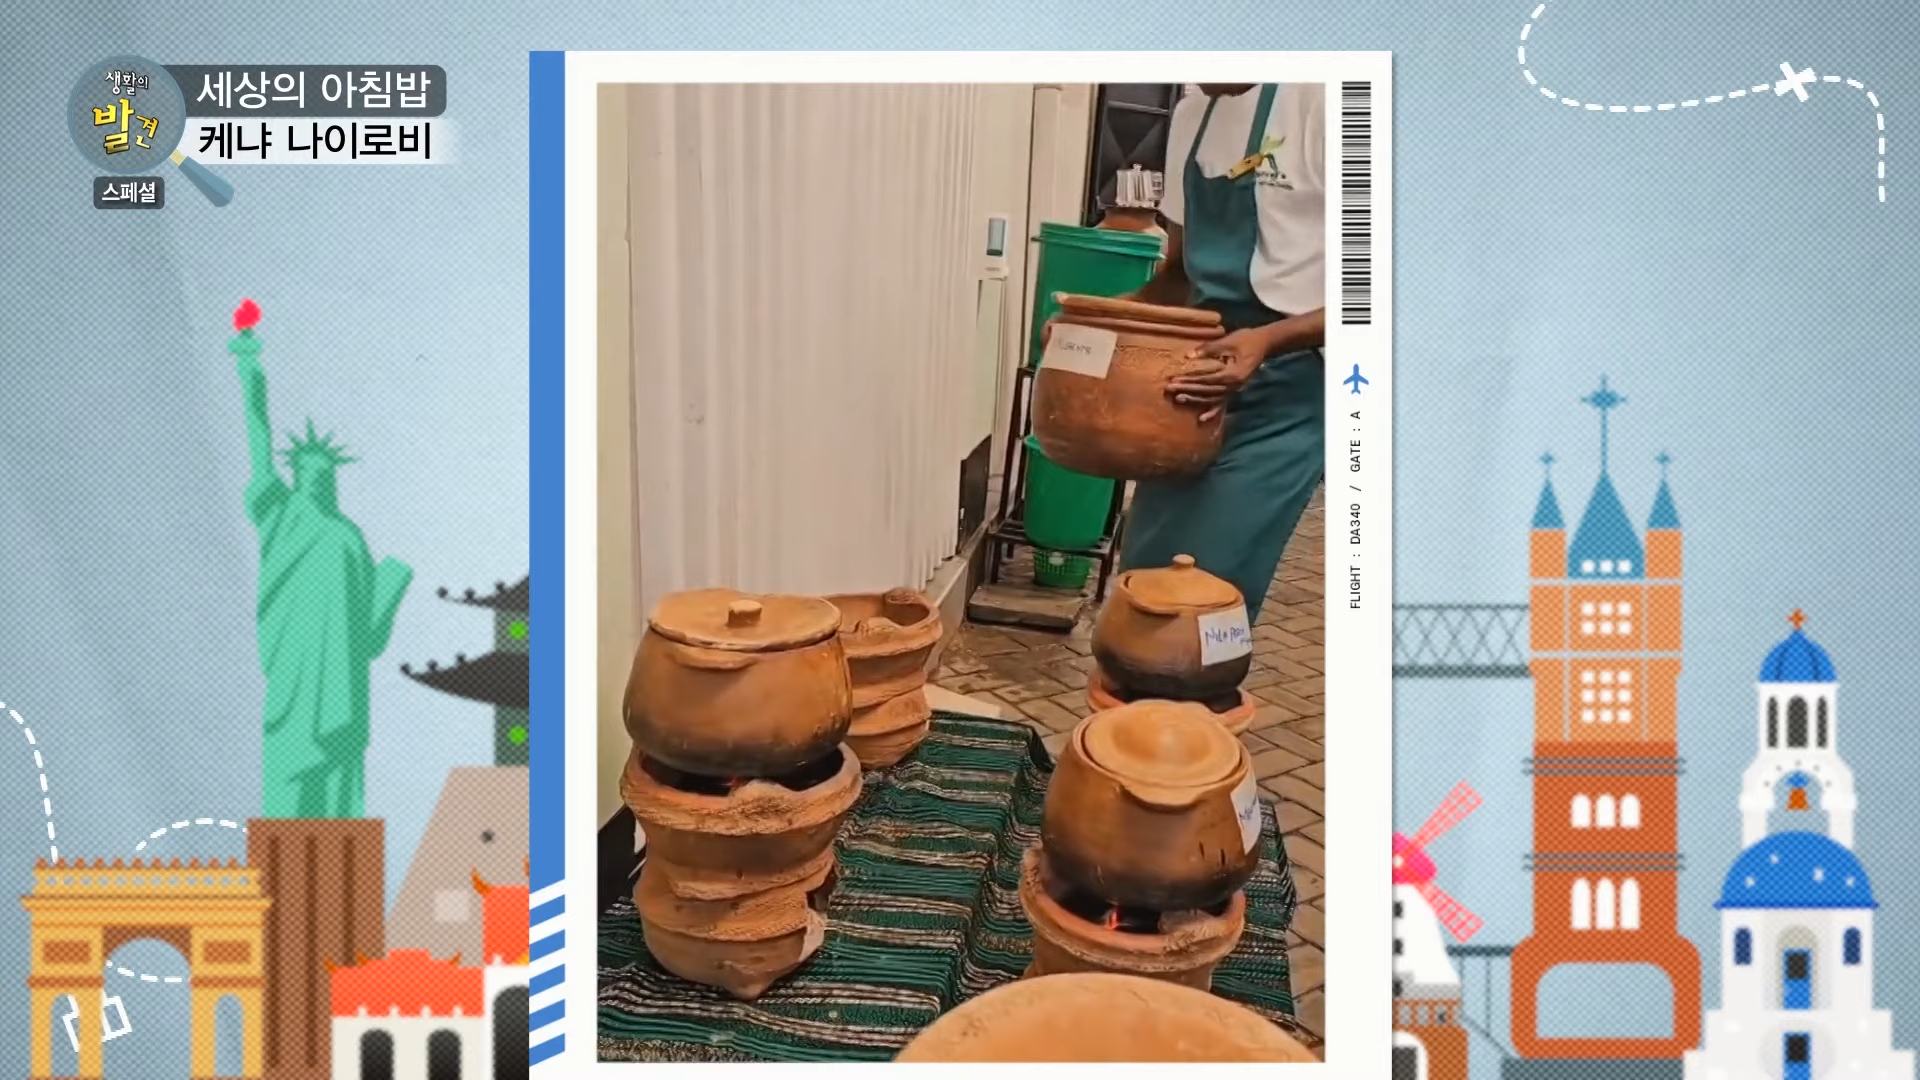 생활의
발견
스페셜
세상의 아침밥
케냐 나이로비
FLIGHT : DA340 / GATE : A